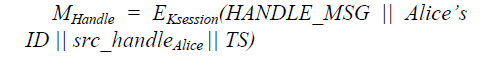 M_Handle = E_Ksession(HANDLE_MSG || Alice’s
ID || src_handle_Alice || TS)